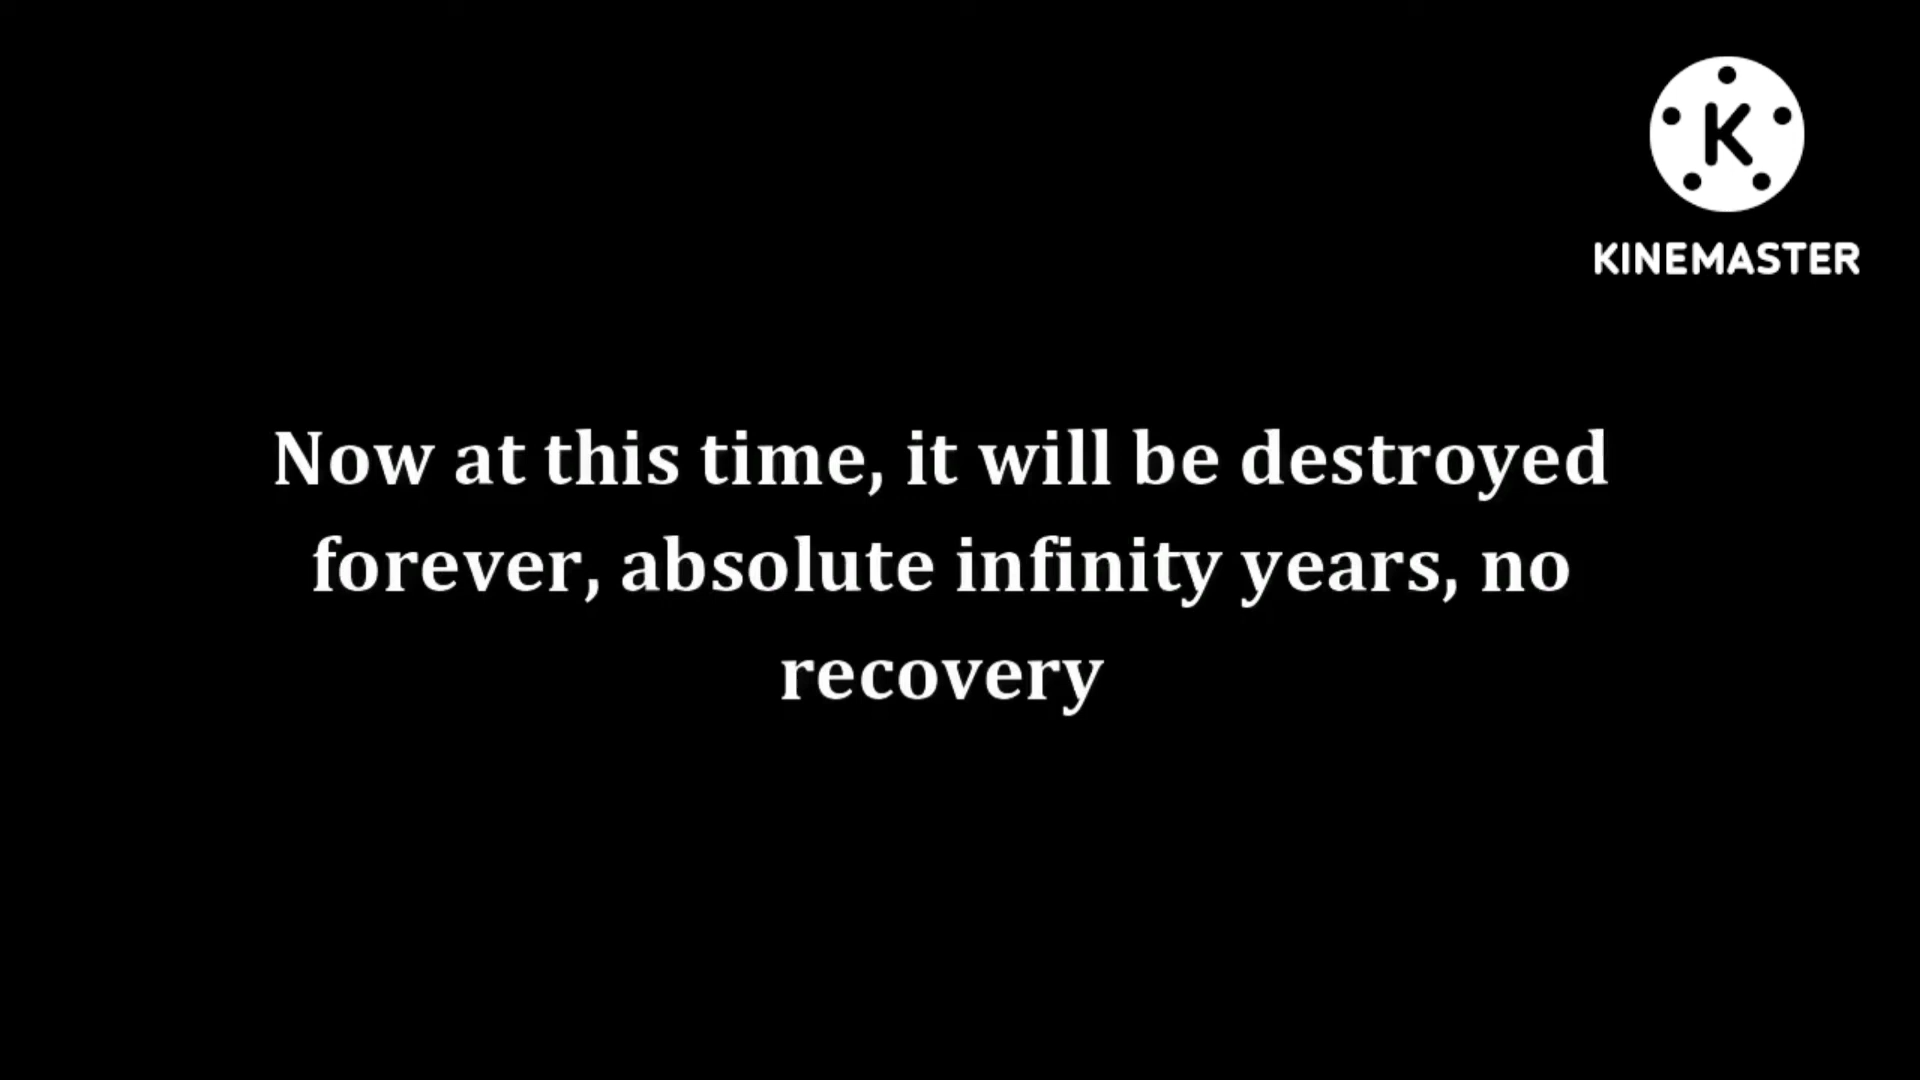 K
KINEMASTER
Now at this time, it will be destroyed
forever, absolute infinity years, no
recovery